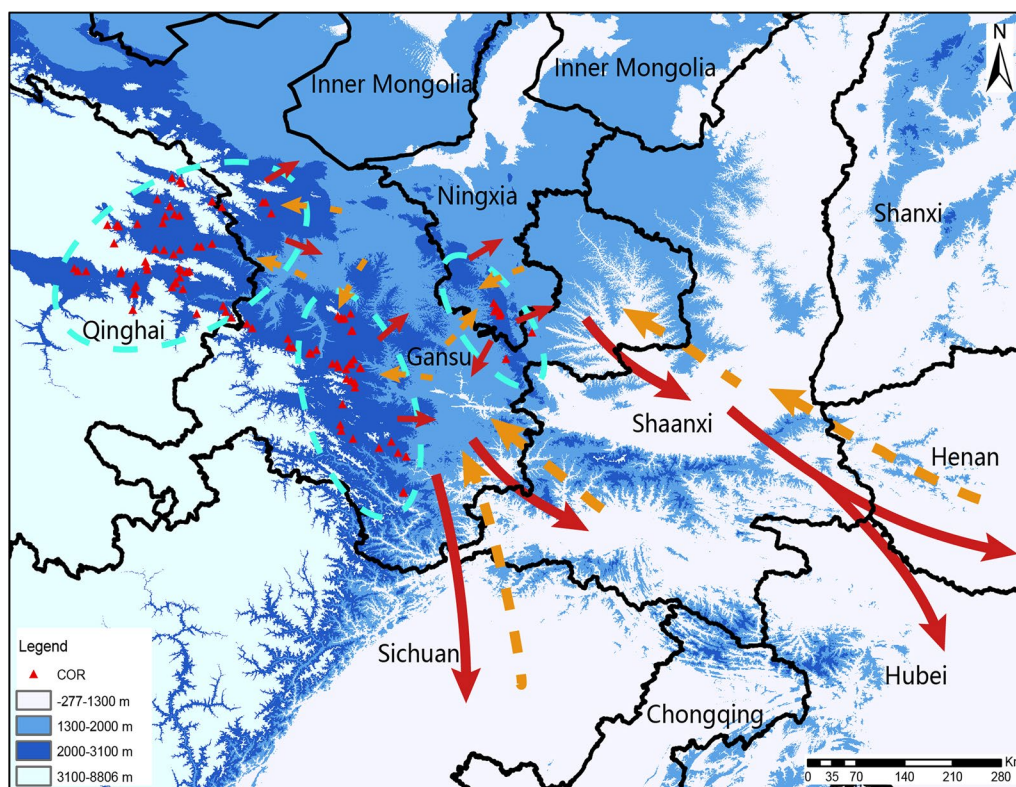 N
Inner Mongolia
Inner Mongolia
Ningxia
Shanxi
Qinghai
Gansu
Shaanxi
Henan
Sichuan
Hubei
Chongqing
Legend
COR
-277-1300 m
1300-2000 m
2000-3100 m
3100-8806 m
Km
0 35 70 140 210 280